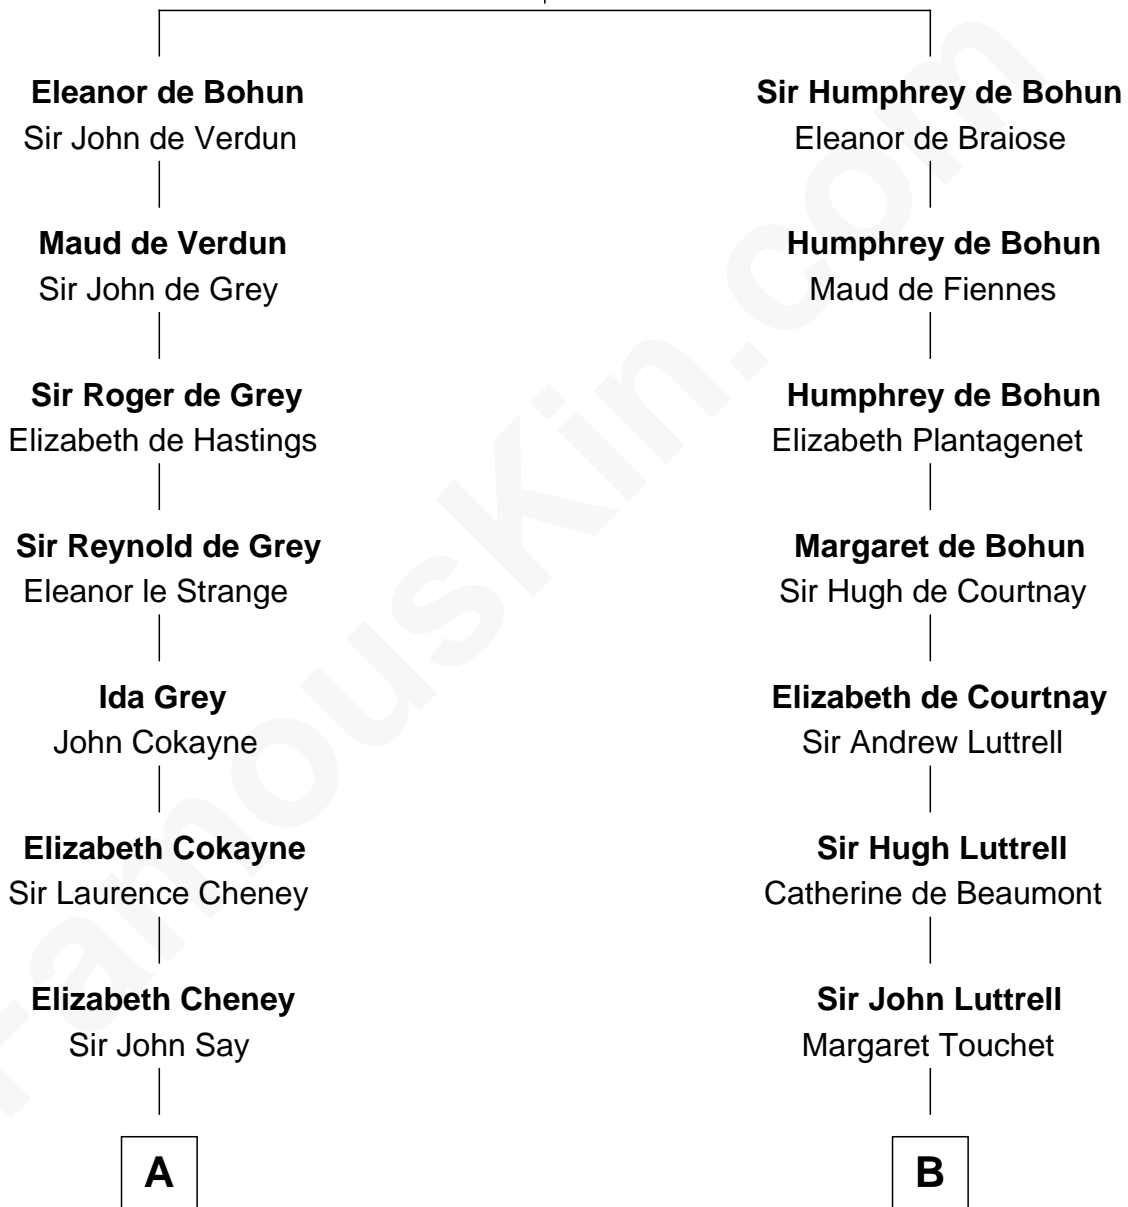 Eleanor de Bohun
Sir John de Verdun
Maud de Verdun
Sir John de Grey
Sir Roger de Grey
Elizabeth de Hastings
Sir Reynold de Grey
Eleanor le Strange
Ida Grey
John Cokayne
Elizabeth Cokayne
Sir Laurence Cheney
Elizabeth Cheney
Sir John Say
A
Sir Humphrey de Bohun
Eleanor de Braiose
Humphrey de Bohun
Maud de Fiennes
Humphrey de Bohun
Elizabeth Plantagenet
Margaret de Bohun
Sir Hugh de Courtnay
Elizabeth de Courtnay
Sir Andrew Luttrell
Sir Hugh Luttrell
Catherine de Beaumont
Sir John Luttrell
Margaret Touchet
B
FamousKin.com